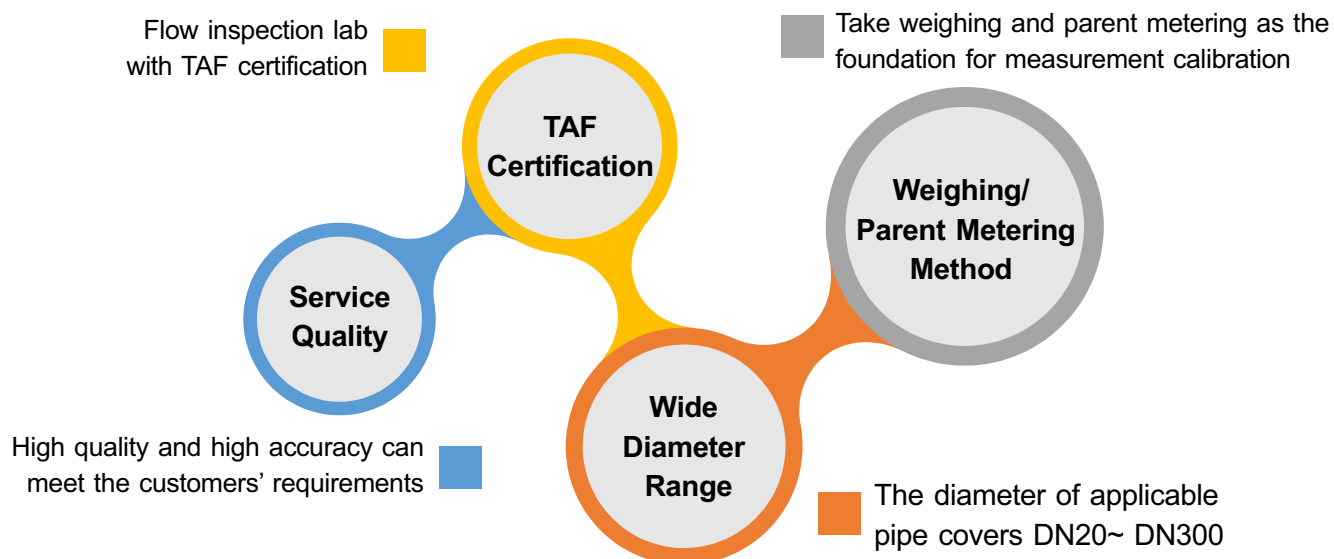 Flow inspection lab
with TAF certification
Take weighing and parent metering as the
foundation for measurement calibration
TAF
Certification
Weighing/
Parent Metering
Method
Service
Quality
Wide
Diameter
Range
High quality and high accuracy can
meet the customers’ requirements
The diameter of applicable
pipe covers DN20~ DN300